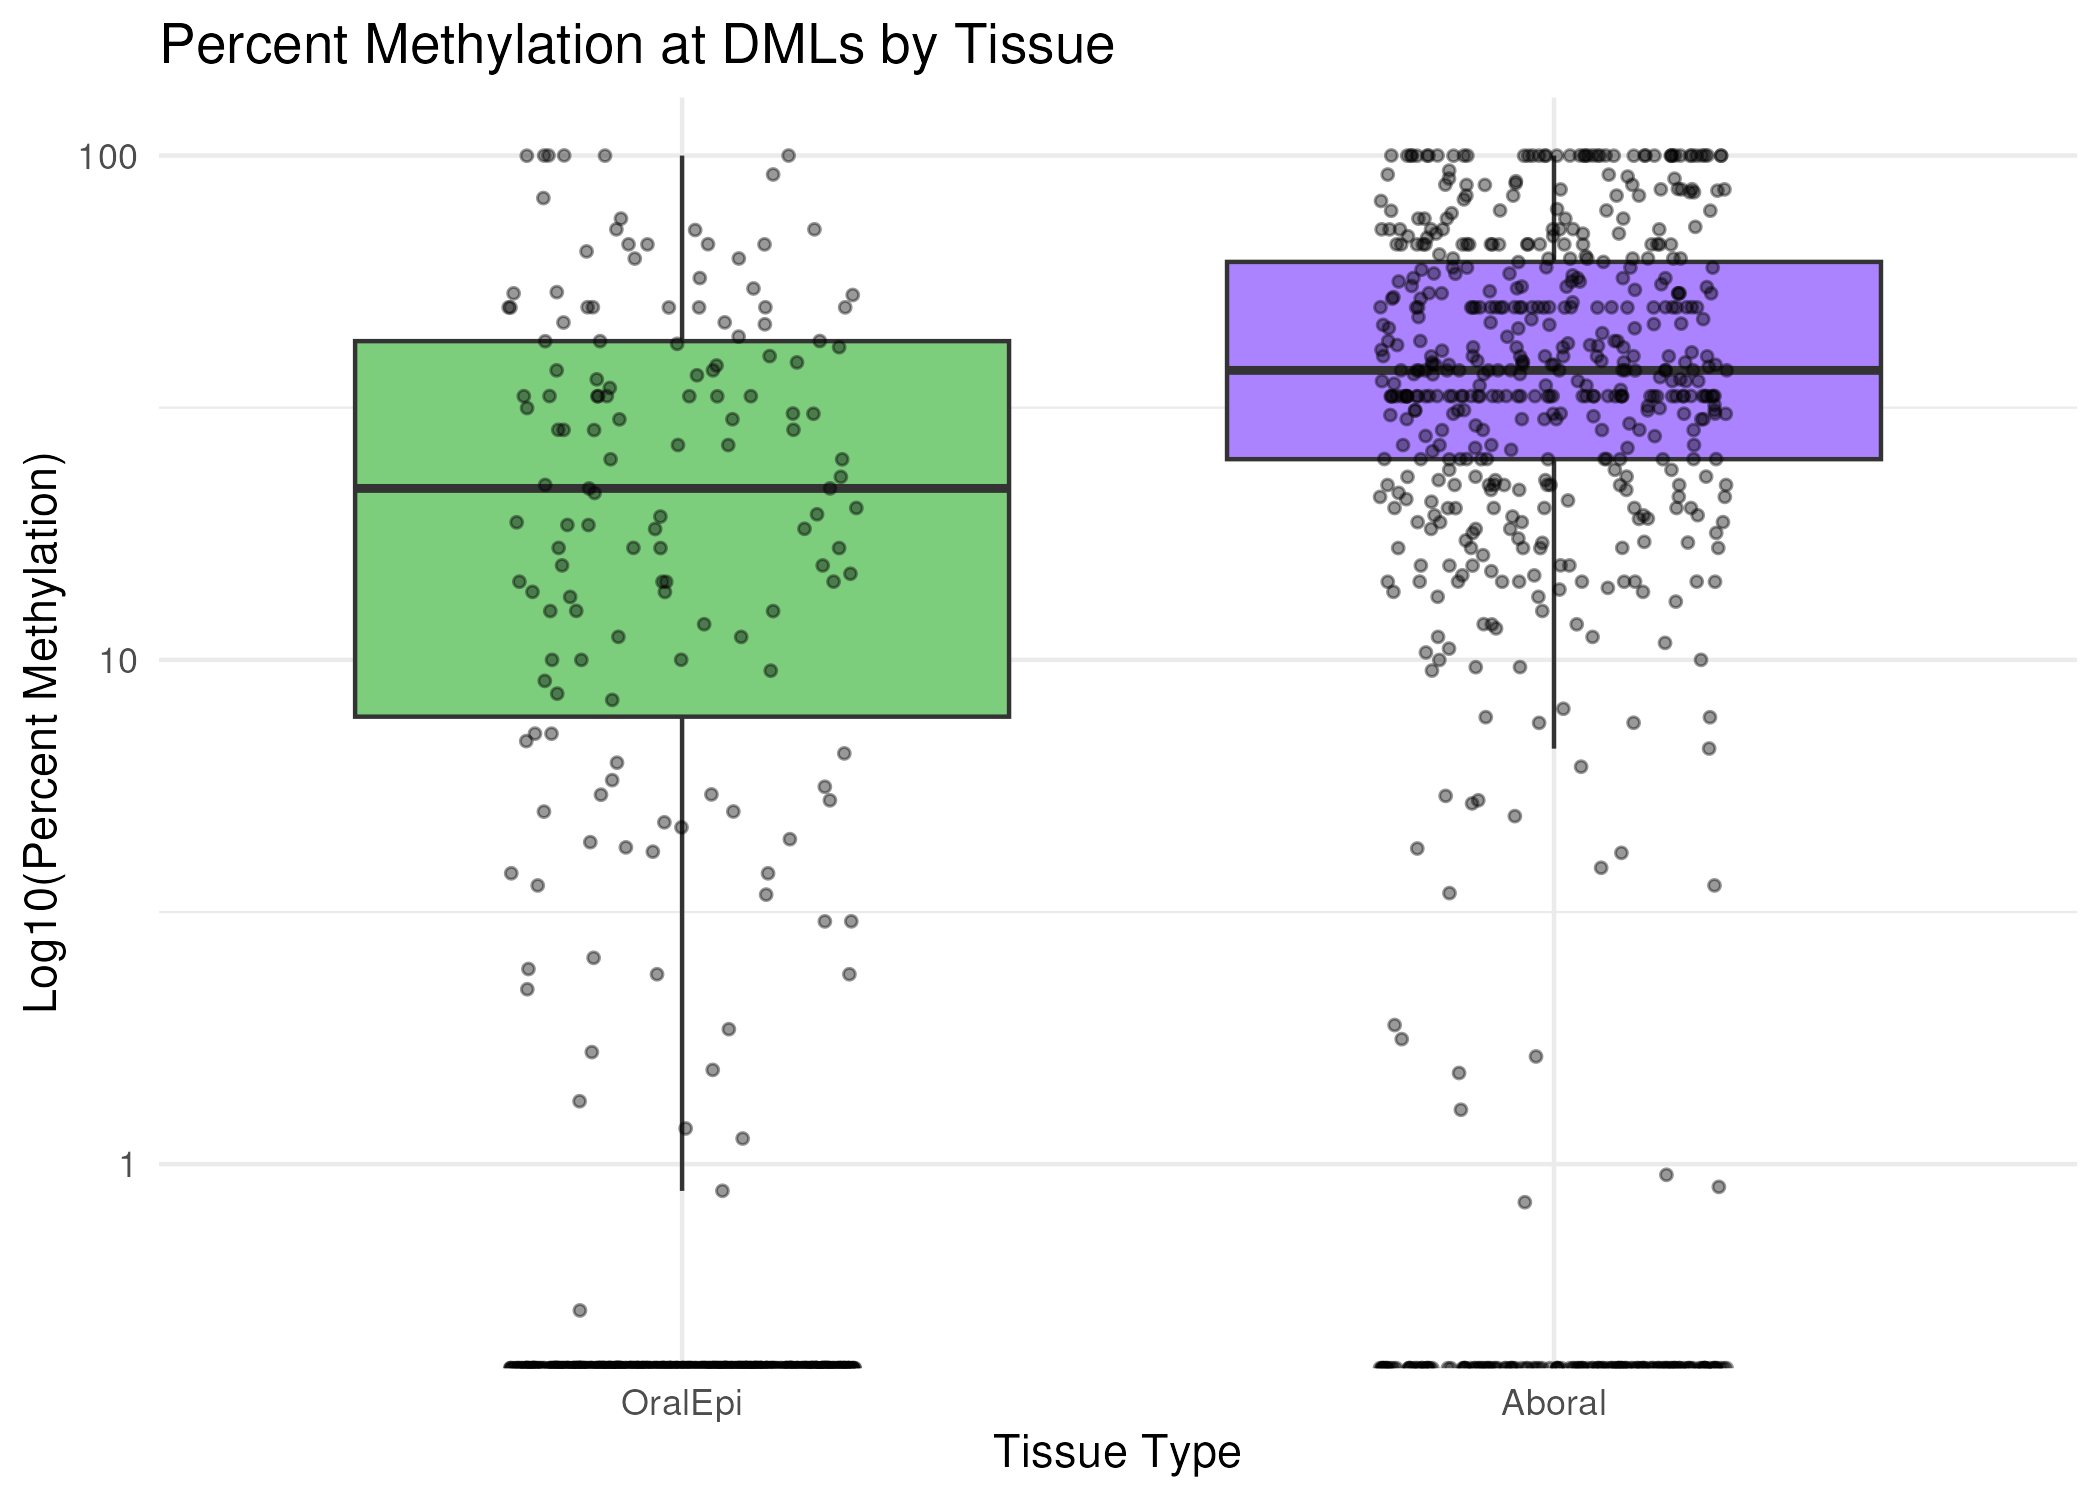 Percent Methylation at DMLs by Tissue
Log10(Percent Methylation)
100
10
1
OralEpi
Aboral
Tissue Type